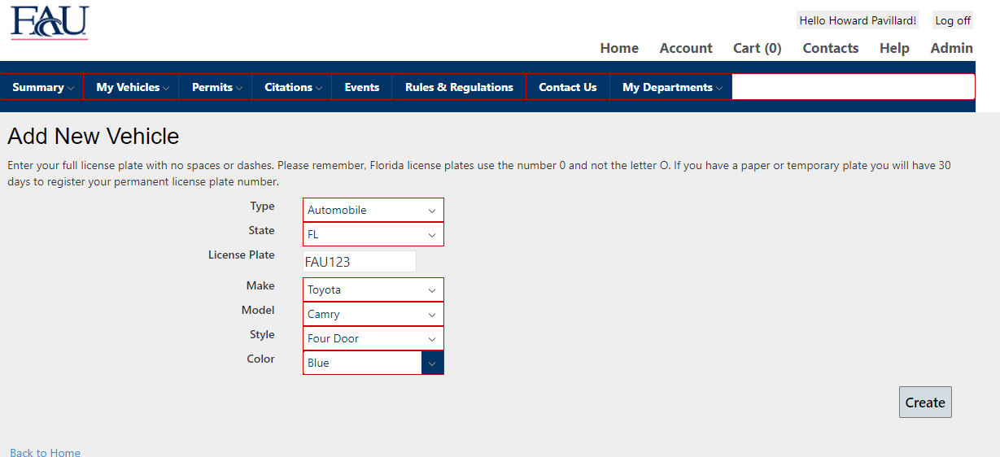 FAU
Hello Howard Pavillard! Log off
Home Account Cart (0) Contacts Help Admin
Summary My Vehicles Permits Citations Events Rules & Regulations Contact Us My Departments
Add New Vehicle
Enter your full license plate with no spaces or dashes. Please remember, Florida license plates use the number 0 and not the letter O. If you have a paper or temporary plate you will have 30
days to register your permanent license plate number.
Type Automobile
State FL
License Plate FAU123
Make Toyota
Model Camry
Style Four Door
Color Blue
Create
Back to Home